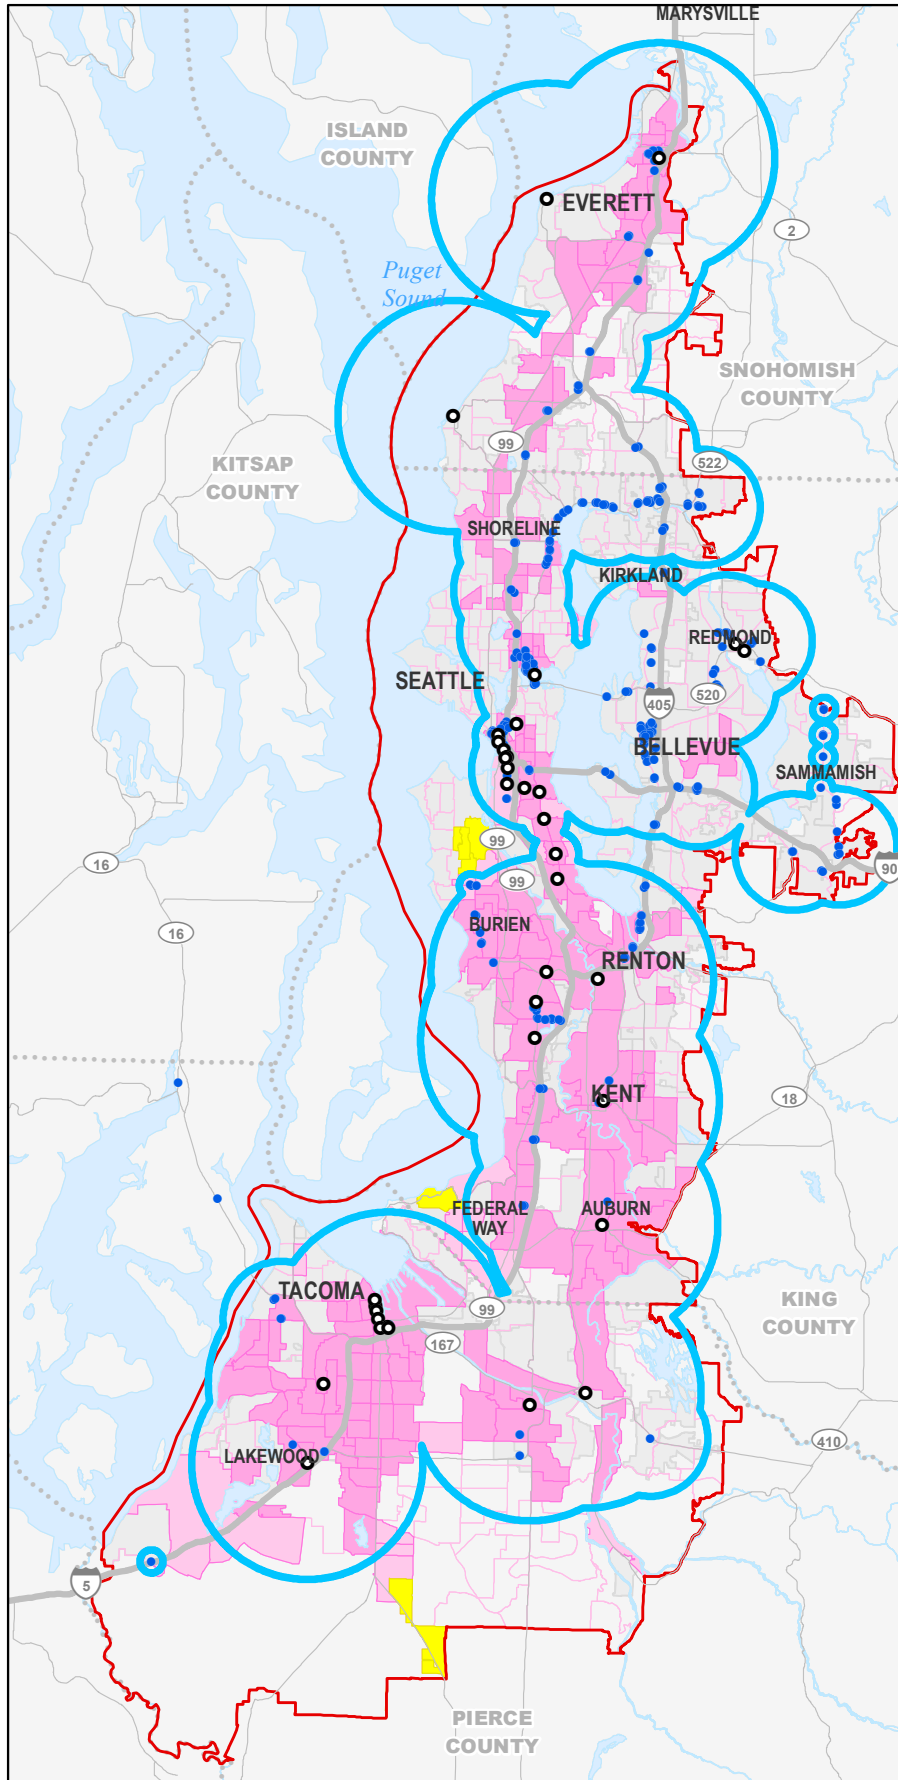 MARYSVILLE
ISLAND
COUNTY
EVERETT
2
Puget
Sound
SNOHOMISH
COUNTY
99
522
KITSAP
COUNTY
SHORELINE
KIRKLAND
REDMOND
SEATTLE
520
405
BELLEVUE
SAMMAMISH
99
16
90
99
16
BURIEN
RENTON
KENT
18
FEDERAL
WAY
AUBURN
TACOMA
99
KING
COUNTY
167
410
LAKEWOOD
5
PIERCE
COUNTY